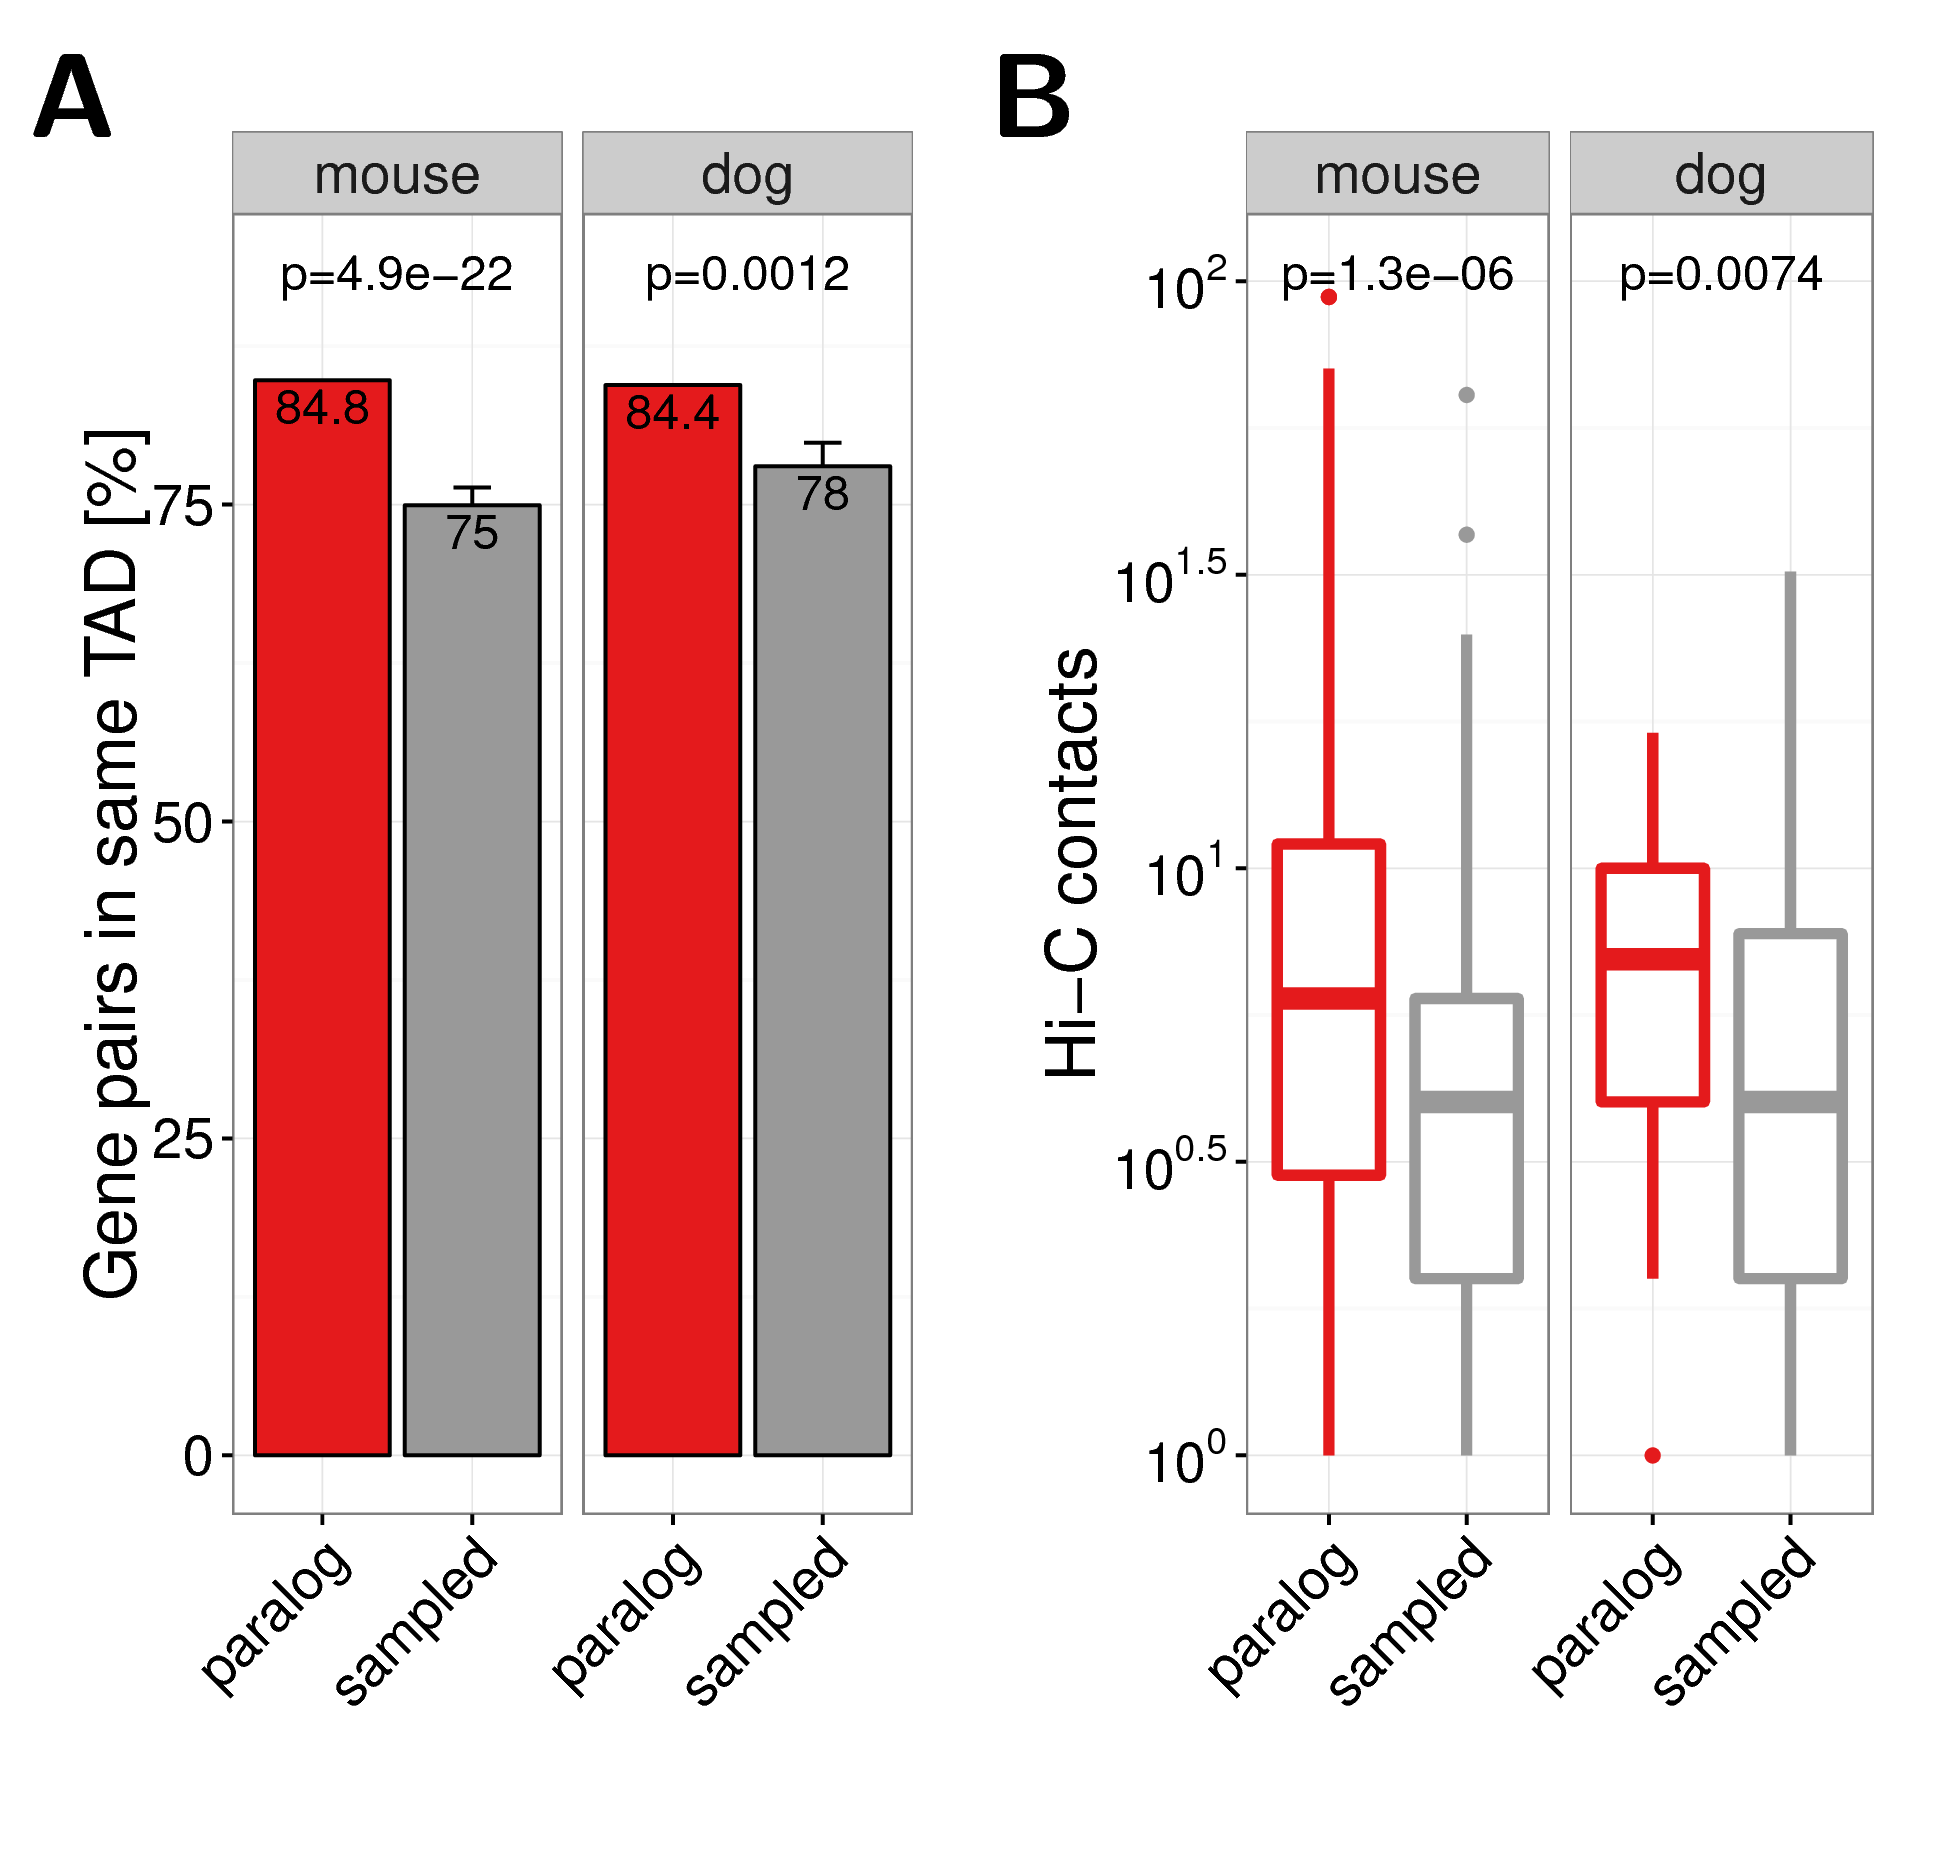 A
mouse
dog
p=4.9e−22
p=0.0012
84.8
75
84.4
78
Gene pairs in same TAD [%]
75
50
25
0
paralog
sampled
paralog
sampled
B
mouse
dog
p=1.3e−06
p=0.0074
Hi−C contacts
10^2
10^1.5
10^1
10^0.5
10^0
paralog
sampled
paralog
sampled